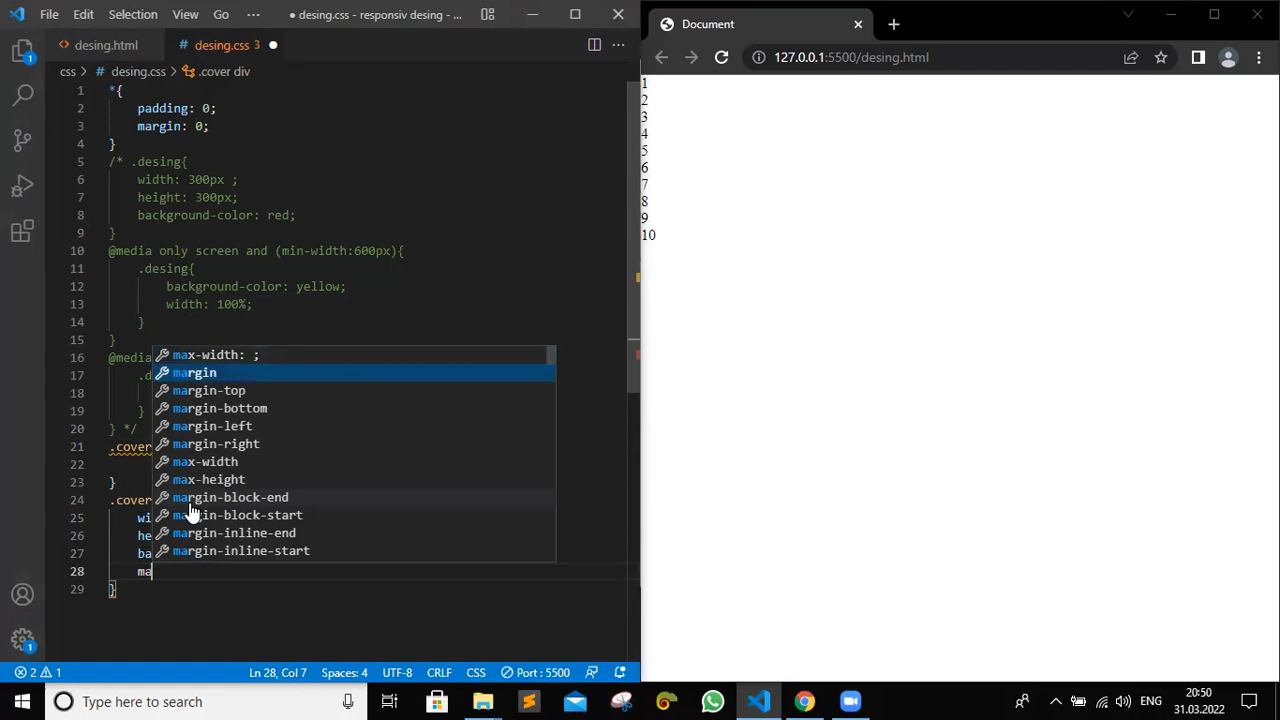 File Edit Selection View Go ··· ● desing.css - responsiv desing - ...
desing.html desing.css 3 ●
css > desing.css > .cover div
1 *{
2 padding: 0;
3 margin: 0;
4 }
5 /* .desing{
6 width: 300px ;
7 height: 300px;
8 background-color: red;
9 }
10 @media only screen and (min-width:600px){
11 .desing{
12 background-color: yellow;
13 width: 100%;
14 }
15 }
16 @media
17 .d
18
19 }
20 } */
21 .cover
22
23 }
24 .cover
25 wi
26 he
27 ba
28 ma
29 }
max-width: ;
margin
margin-top
margin-bottom
margin-left
margin-right
max-width
max-height
margin-block-end
margin-block-start
margin-inline-end
margin-inline-start
1
1
2 1 Ln 28, Col 7 Spaces: 4 UTF-8 CRLF CSS Port : 5500
Document
127.0.0.1:5500/desing.html
1
2
3
4
5
6
7
8
9
10
Type here to search
ENG
20:50
31.03.2022